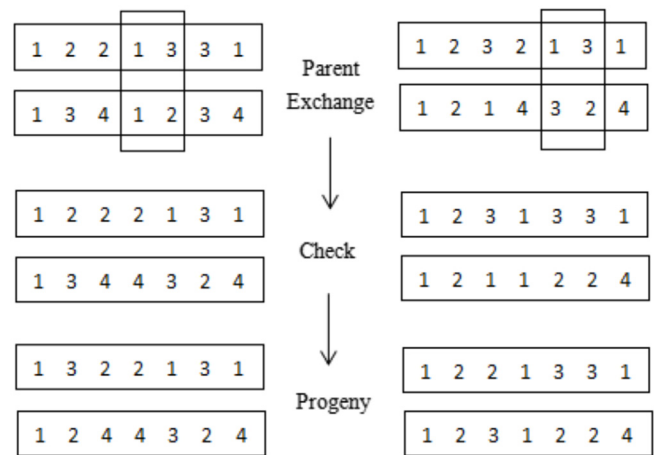 1 2 2 1 3 3 1
1 3 4 1 2 3 4
Parent
Exchange
1 2 3 2 1 3 1
1 2 1 4 3 2 4
1 2 2 2 1 3 1
1 3 4 4 3 2 4
Check
1 2 3 1 3 3 1
1 2 1 1 2 2 4
1 3 2 2 1 3 1
1 2 4 4 3 2 4
Progeny
1 2 2 1 3 3 1
1 2 3 1 2 2 4